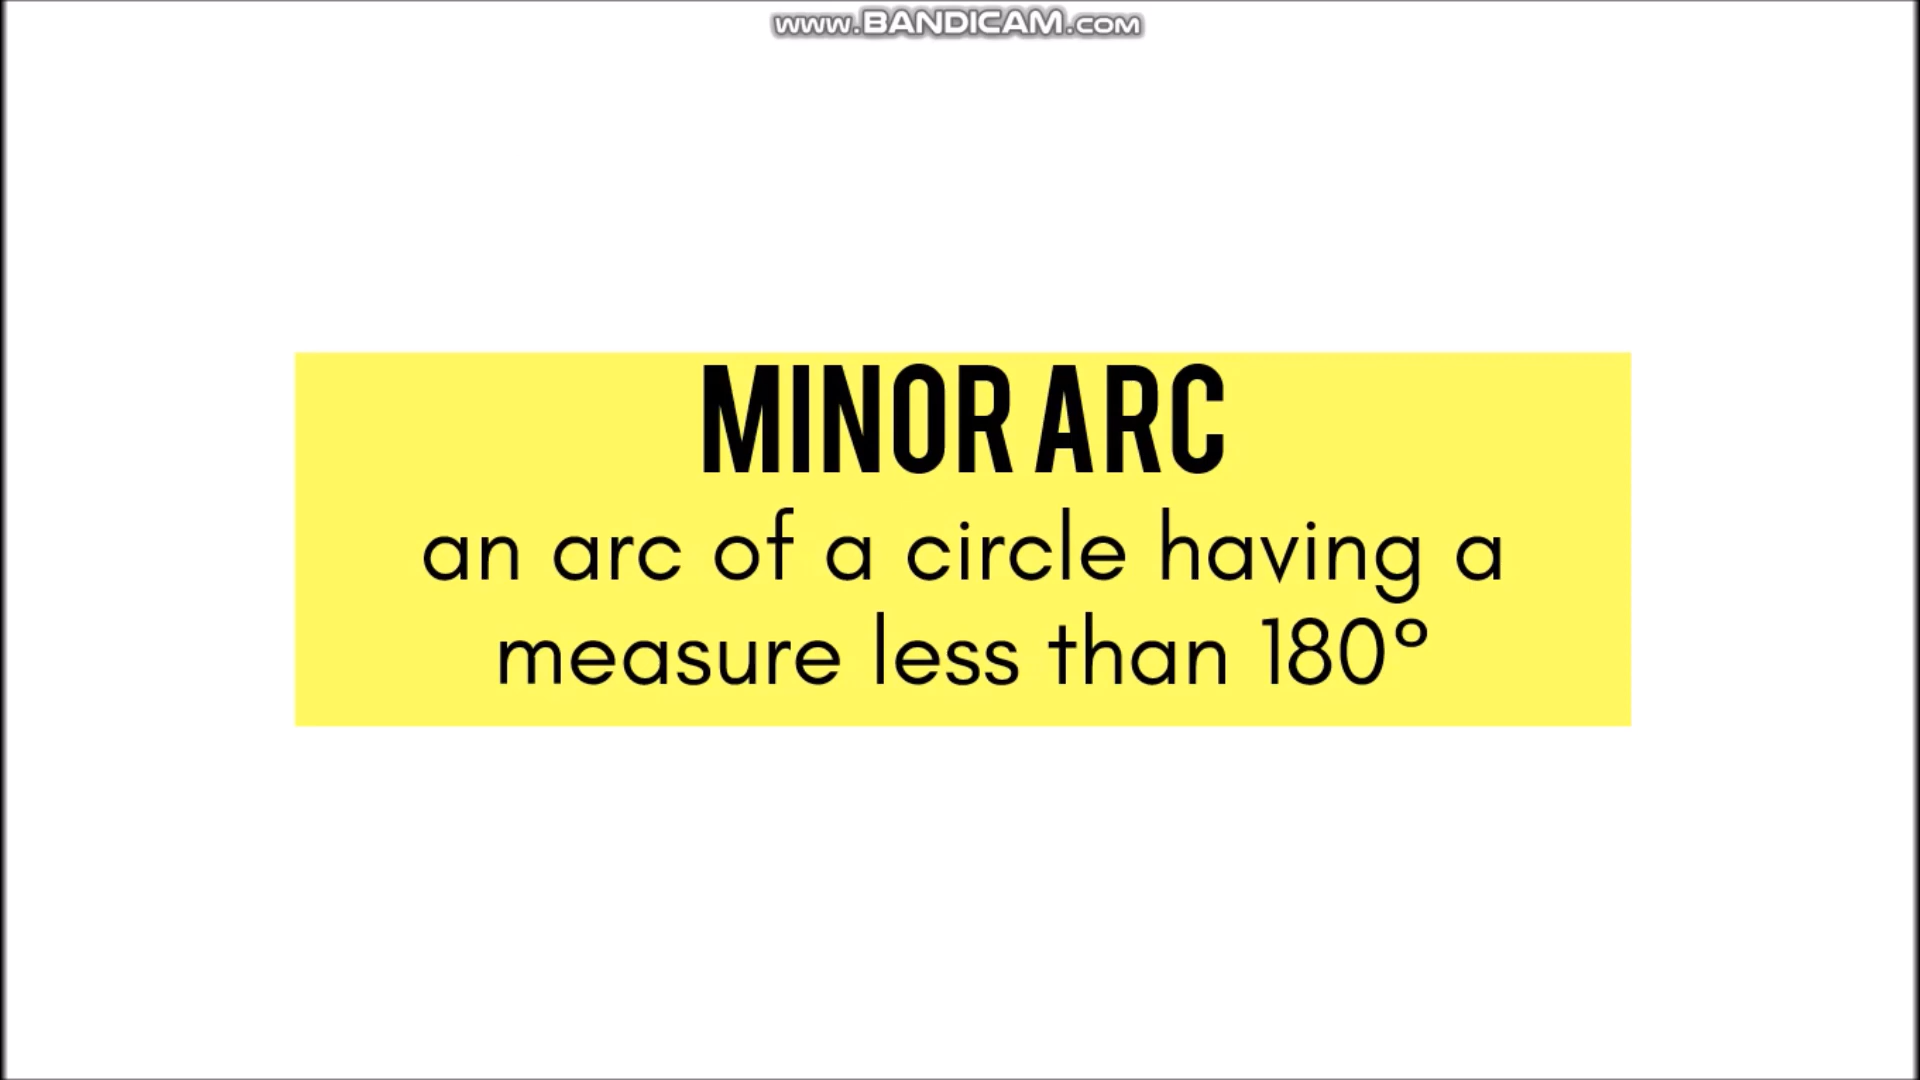 www.BANDICAM.com
MINOR ARC
an arc of a circle having a
measure less than 180°